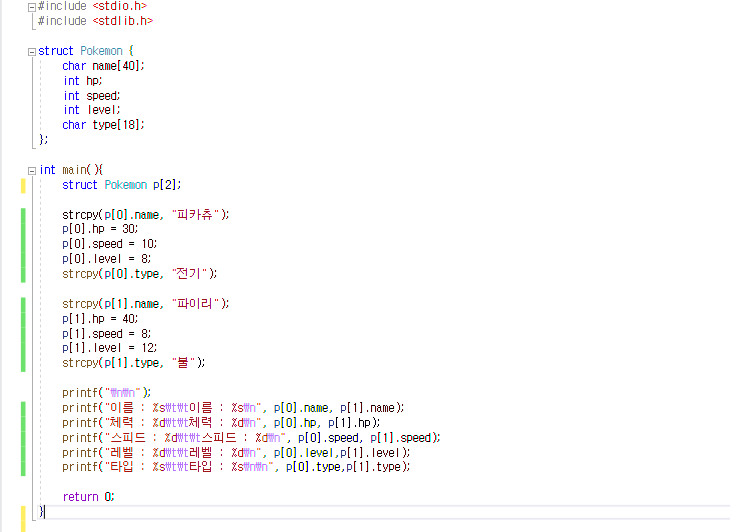 #include <stdio.h>
#include <stdlib.h>
struct Pokemon {
char name[40];
int hp;
int speed;
int level;
char type[18];
};
int main(){
struct Pokemon p[2];
strcpy(p[0].name, "피카츄");
p[0].hp = 30;
p[0].speed = 10;
p[0].level = 8;
strcpy(p[0].type, "전기");
strcpy(p[1].name, "파이리");
p[1].hp = 40;
p[1].speed = 8;
p[1].level = 12;
strcpy(p[1].type, "불");
printf("₩n₩n");
printf("이름 : %s₩t₩t이름 : %s₩n", p[0].name, p[1].name);
printf("체력 : %d₩t₩t체력 : %d₩n", p[0].hp, p[1].hp);
printf("스피드 : %d₩t₩t스피드 : %d₩n", p[0].speed, p[1].speed);
printf("레벨 : %d₩t₩t레벨 : %d₩n", p[0].level,p[1].level);
printf("타입 : %s₩t₩t타입 : %s₩n₩n", p[0].type,p[1].type);
return 0;
}